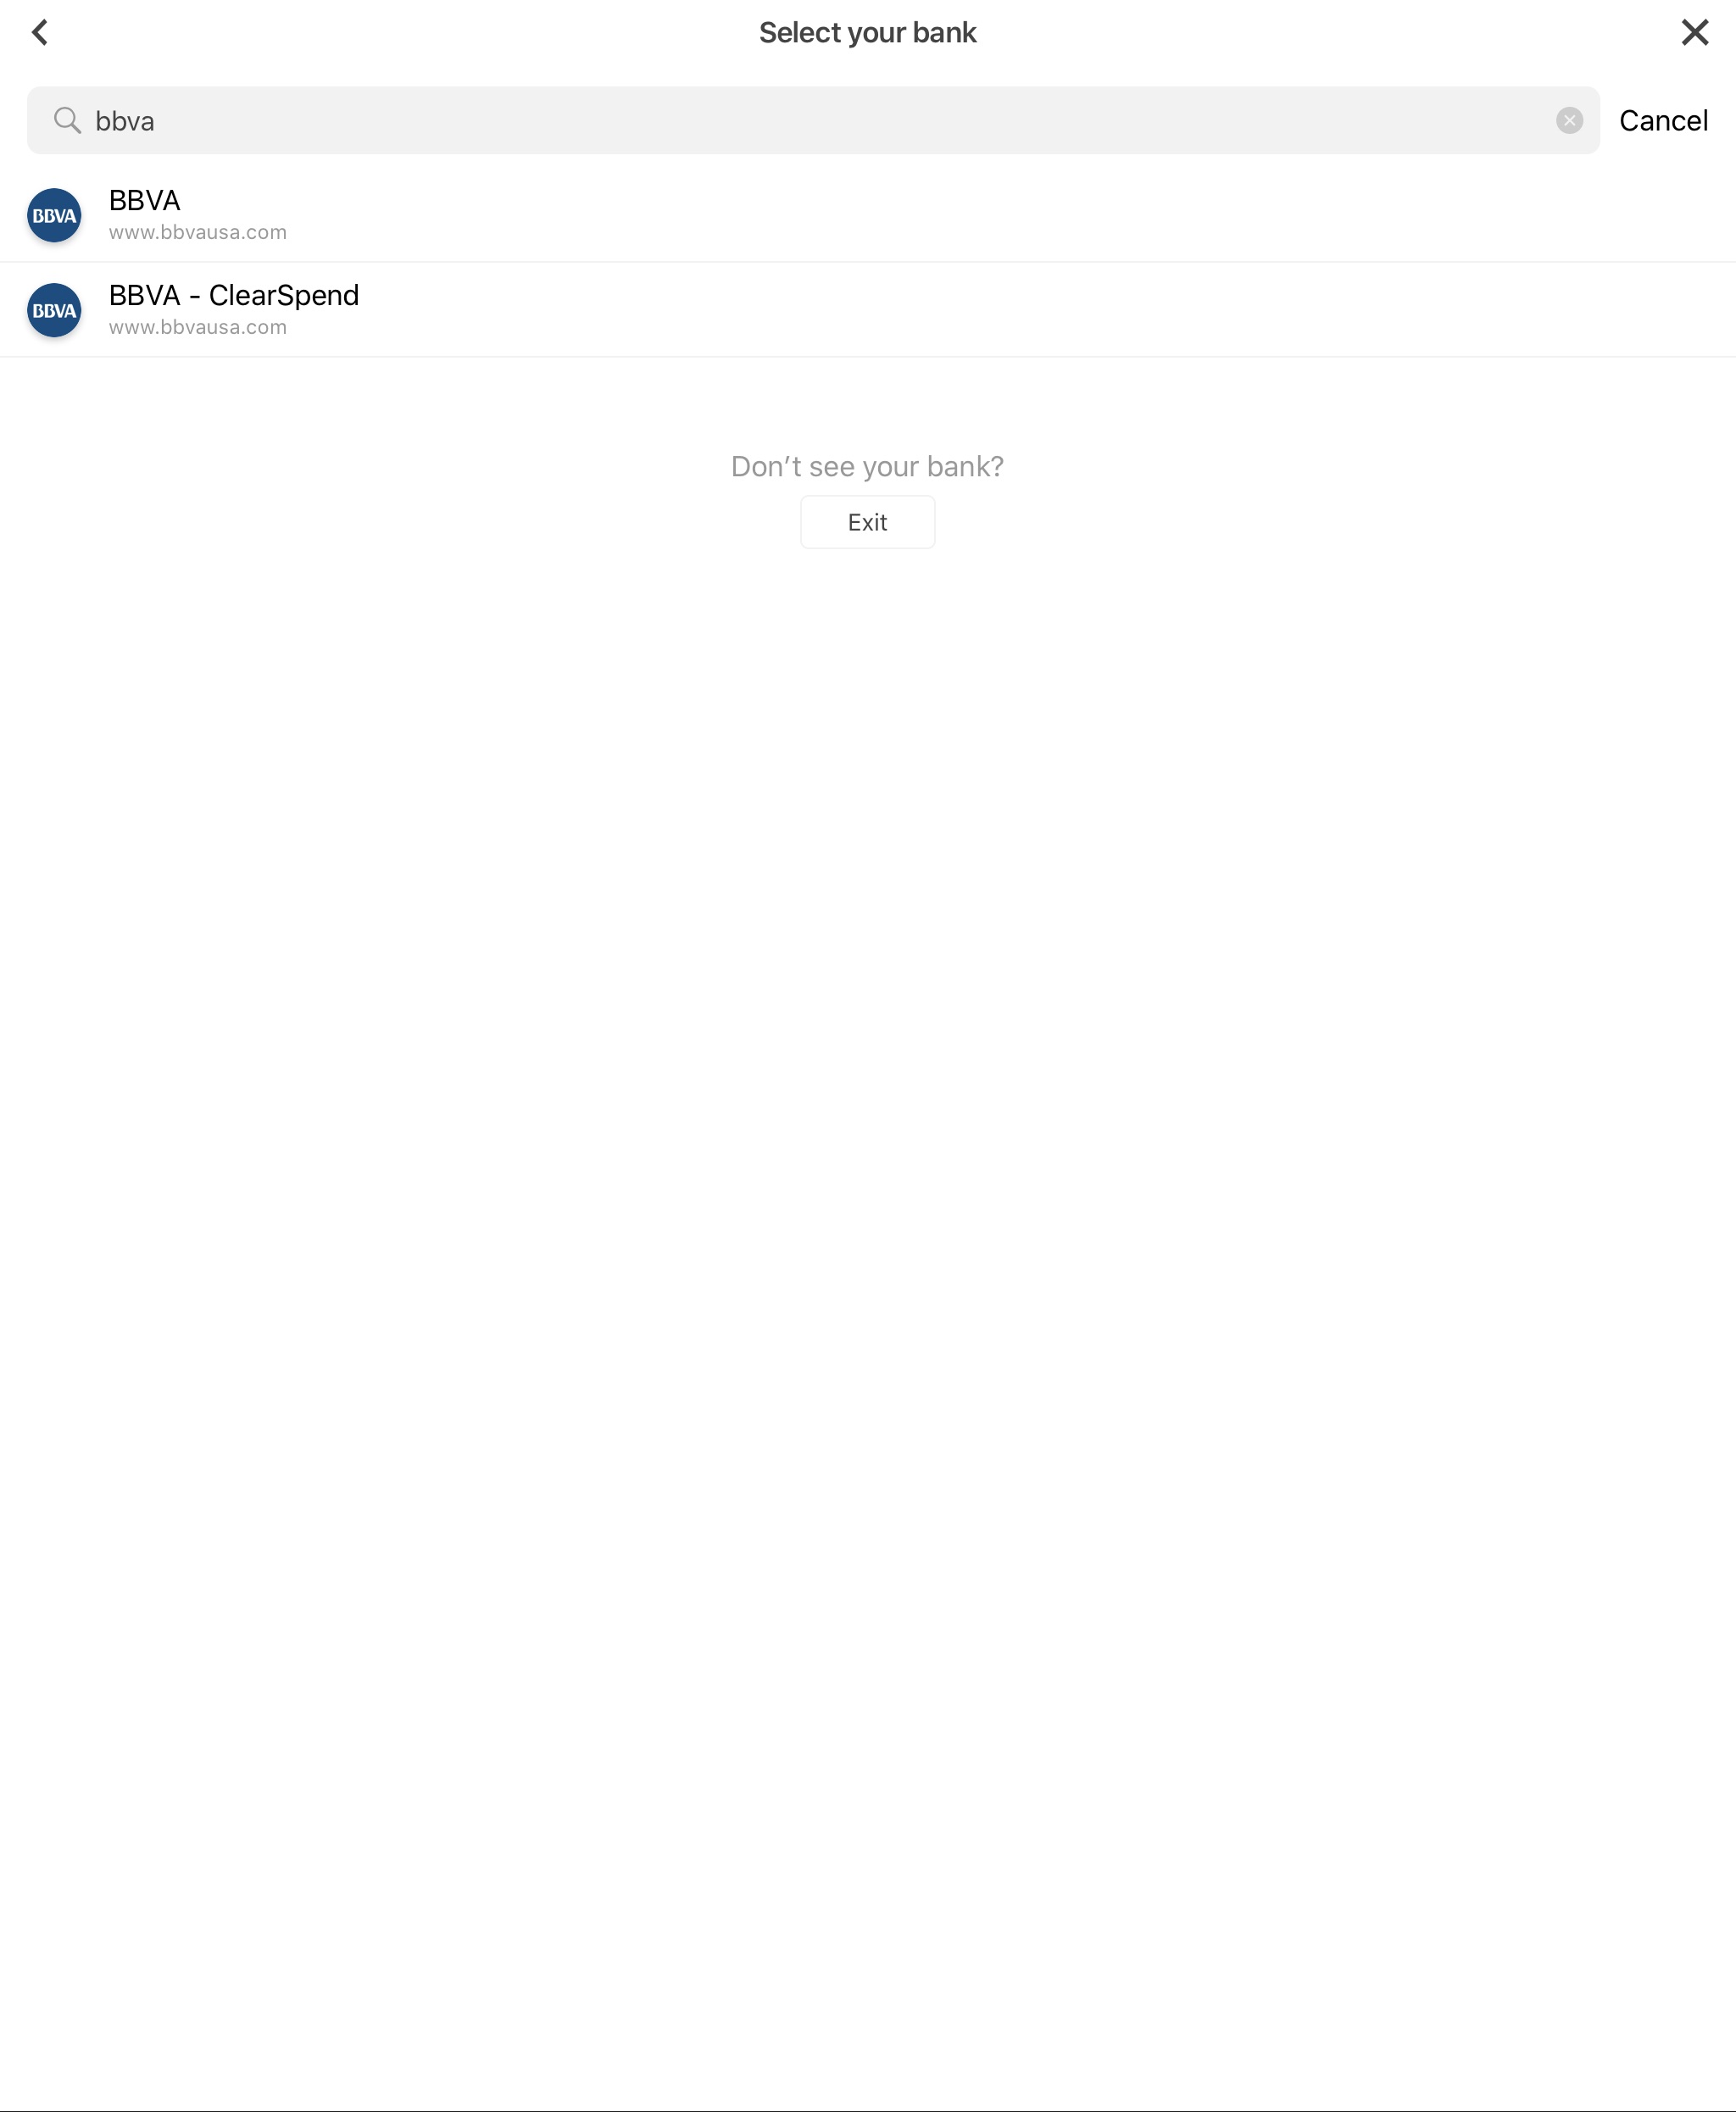 Select your bank
bbva
Cancel
BBVA
BBVA
www.bbvausa.com
BBVA
BBVA - ClearSpend
www.bbvausa.com
Don’t see your bank?
Exit